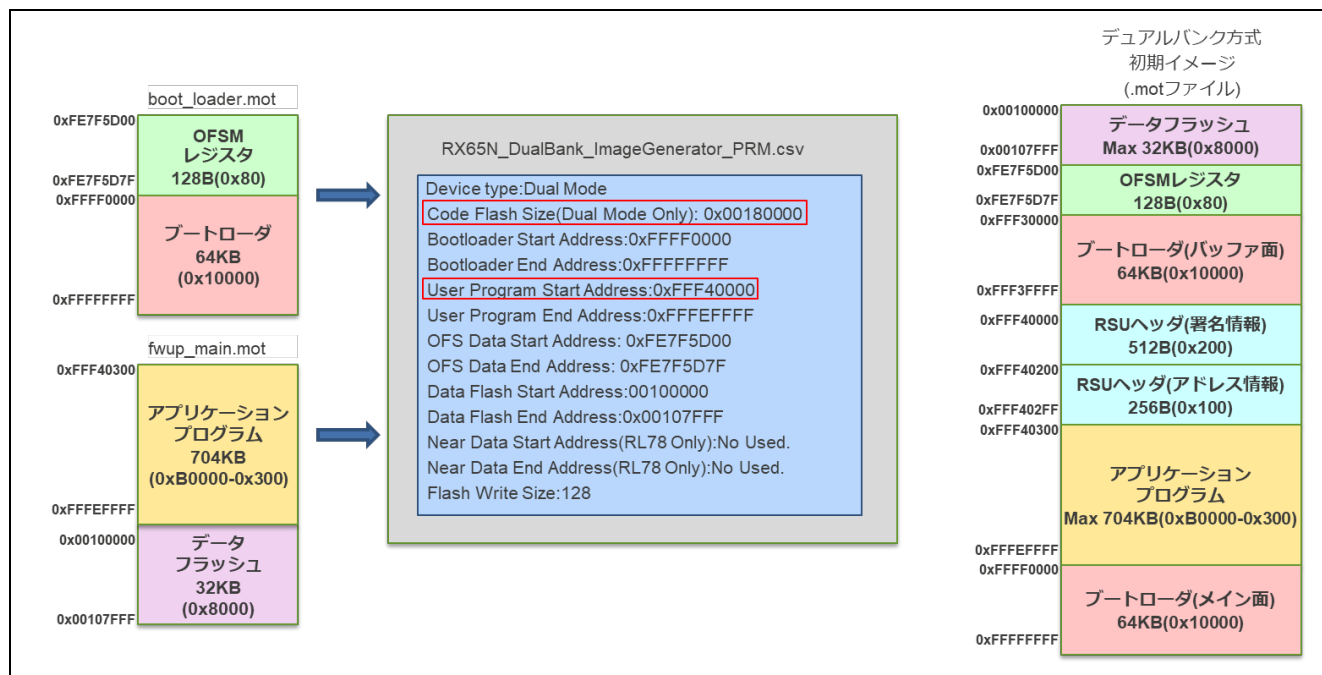 boot_loader.mot
0xFE7F5D00
OFSM
レジスタ
128B(0x80)
0xFE7F5D7F
0xFFFF0000
ブートローダ
64KB
(0x10000)
0xFFFFFFFF
fwup_main.mot
0xFFF40300
アプリケーション
プログラム
704KB
(0xB0000-0x300)
0xFFFEFFFF
0x00100000
データ
フラッシュ
32KB
(0x8000)
0x00107FFF
RX65N_DualBank_ImageGenerator_PRM.csv
Device type:Dual Mode
Code Flash Size(Dual Mode Only): 0x00180000
Bootloader Start Address:0xFFFF0000
Bootloader End Address:0xFFFFFFFF
User Program Start Address:0xFFF40000
User Program End Address:0xFFFEFFFF
OFS Data Start Address: 0xFE7F5D00
OFS Data End Address: 0xFE7F5D7F
Data Flash Start Address:00100000
Data Flash End Address:0x00107FFF
Near Data Start Address(RL78 Only):No Used.
Near Data End Address(RL78 Only):No Used.
Flash Write Size:128
デュアルバンク方式
初期イメージ
(.motファイル)
0x00100000
データフラッシュ
Max 32KB(0x8000)
0x00107FFF
0xFE7F5D00
OFSMレジスタ
128B(0x80)
0xFE7F5D7F
0xFFF30000
ブートローダ(バッファ面)
64KB(0x10000)
0xFFF3FFFF
0xFFF40000
RSUヘッダ(署名情報)
512B(0x200)
0xFFF40200
RSUヘッダ(アドレス情報)
256B(0x100)
0xFFF402FF
0xFFF40300
アプリケーション
プログラム
Max 704KB(0xB0000-0x300)
0xFFFEFFFF
0xFFFF0000
ブートローダ(メイン面)
64KB(0x10000)
0xFFFFFFFF